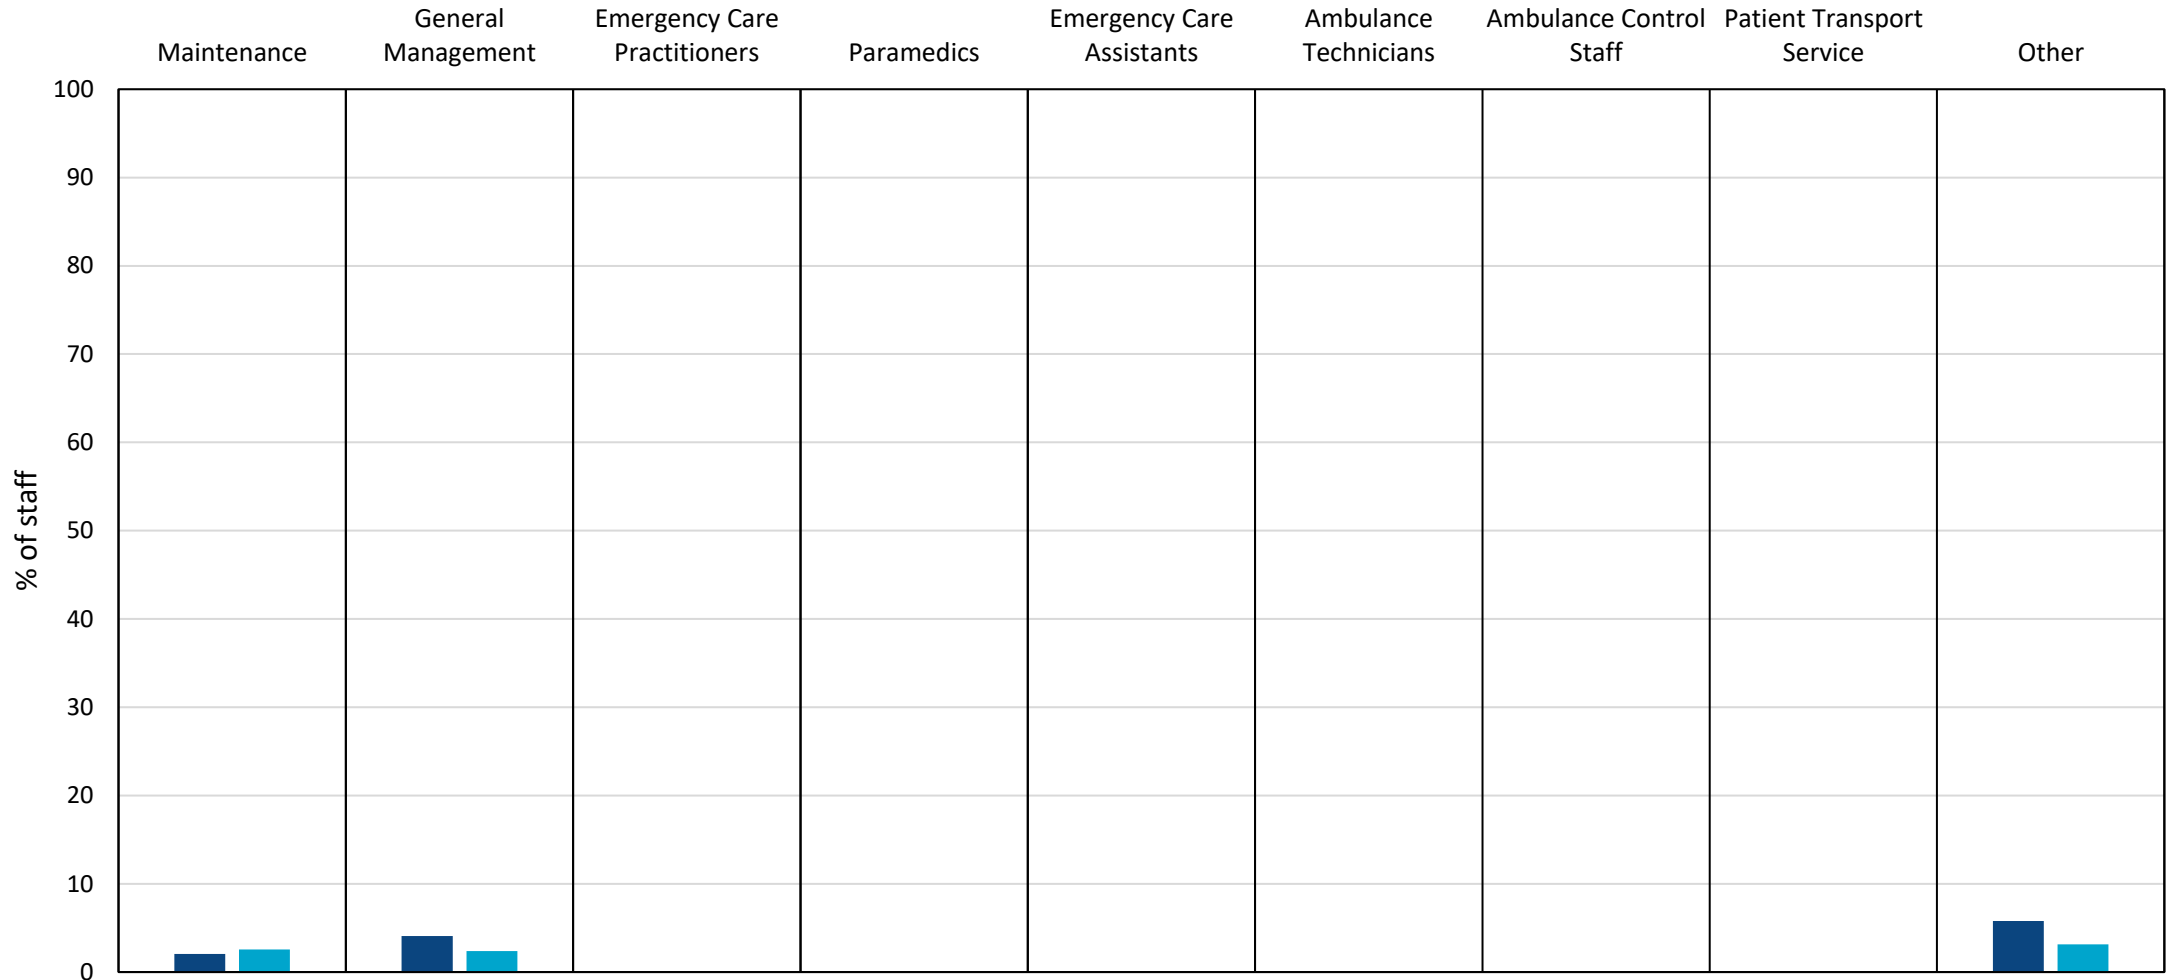 Maintenance
General
Management
Emergency Care
Practitioners
Paramedics
Emergency Care
Assistants
Ambulance
Technicians
Ambulance Control
Staff
Patient Transport
Service
Other
100
90
80
70
60
50
40
30
20
10
0
% of staff